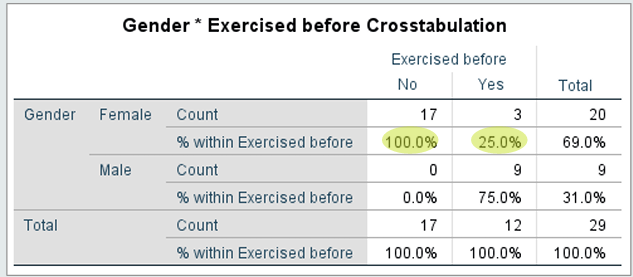 Gender * Exercised before Crosstabulation
Exercised before
No Yes Total
Gender Female Count 17 3 20
% within Exercised before 100.0% 25.0% 69.0%
Male Count 0 9 9
% within Exercised before 0.0% 75.0% 31.0%
Total Count 17 12 29
% within Exercised before 100.0% 100.0% 100.0%